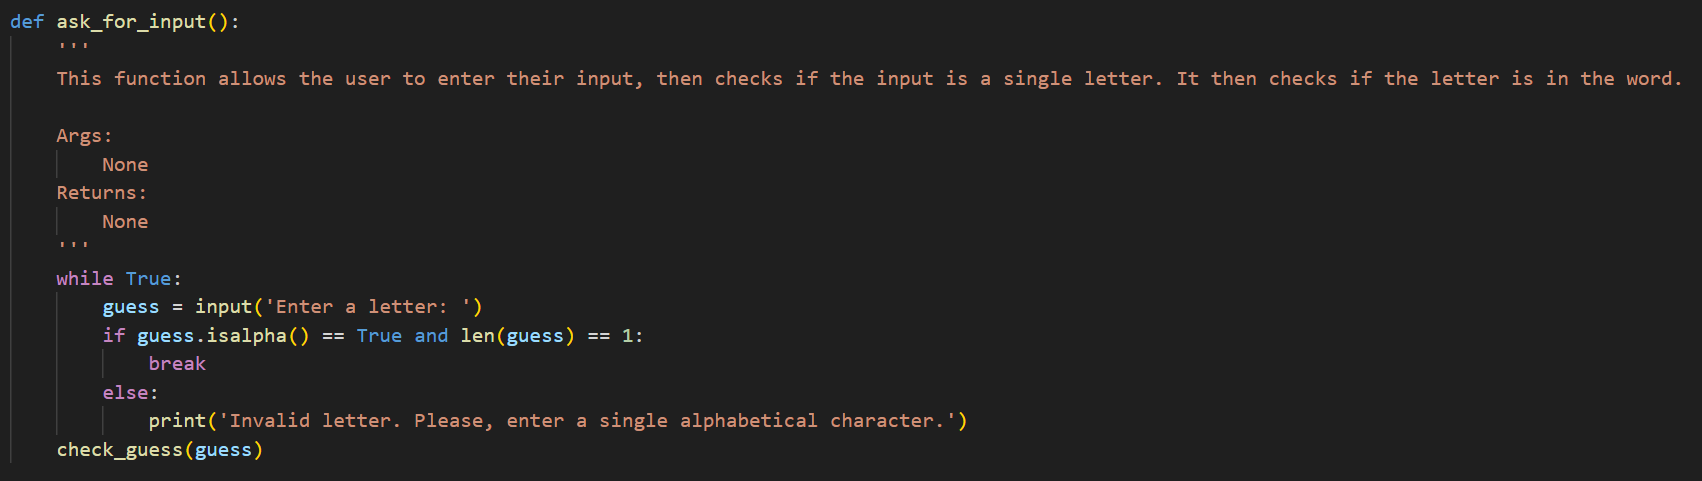 def ask_for_input():
    '''
    This function allows the user to enter their input, then checks if the input is a single letter. It then checks if the letter is in the word.

    Args:
        None
    Returns:
        None
    '''
    while True:
        guess = input('Enter a letter: ')
        if guess.isalpha() == True and len(guess) == 1:
            break
        else:
            print('Invalid letter. Please, enter a single alphabetical character.')
    check_guess(guess)